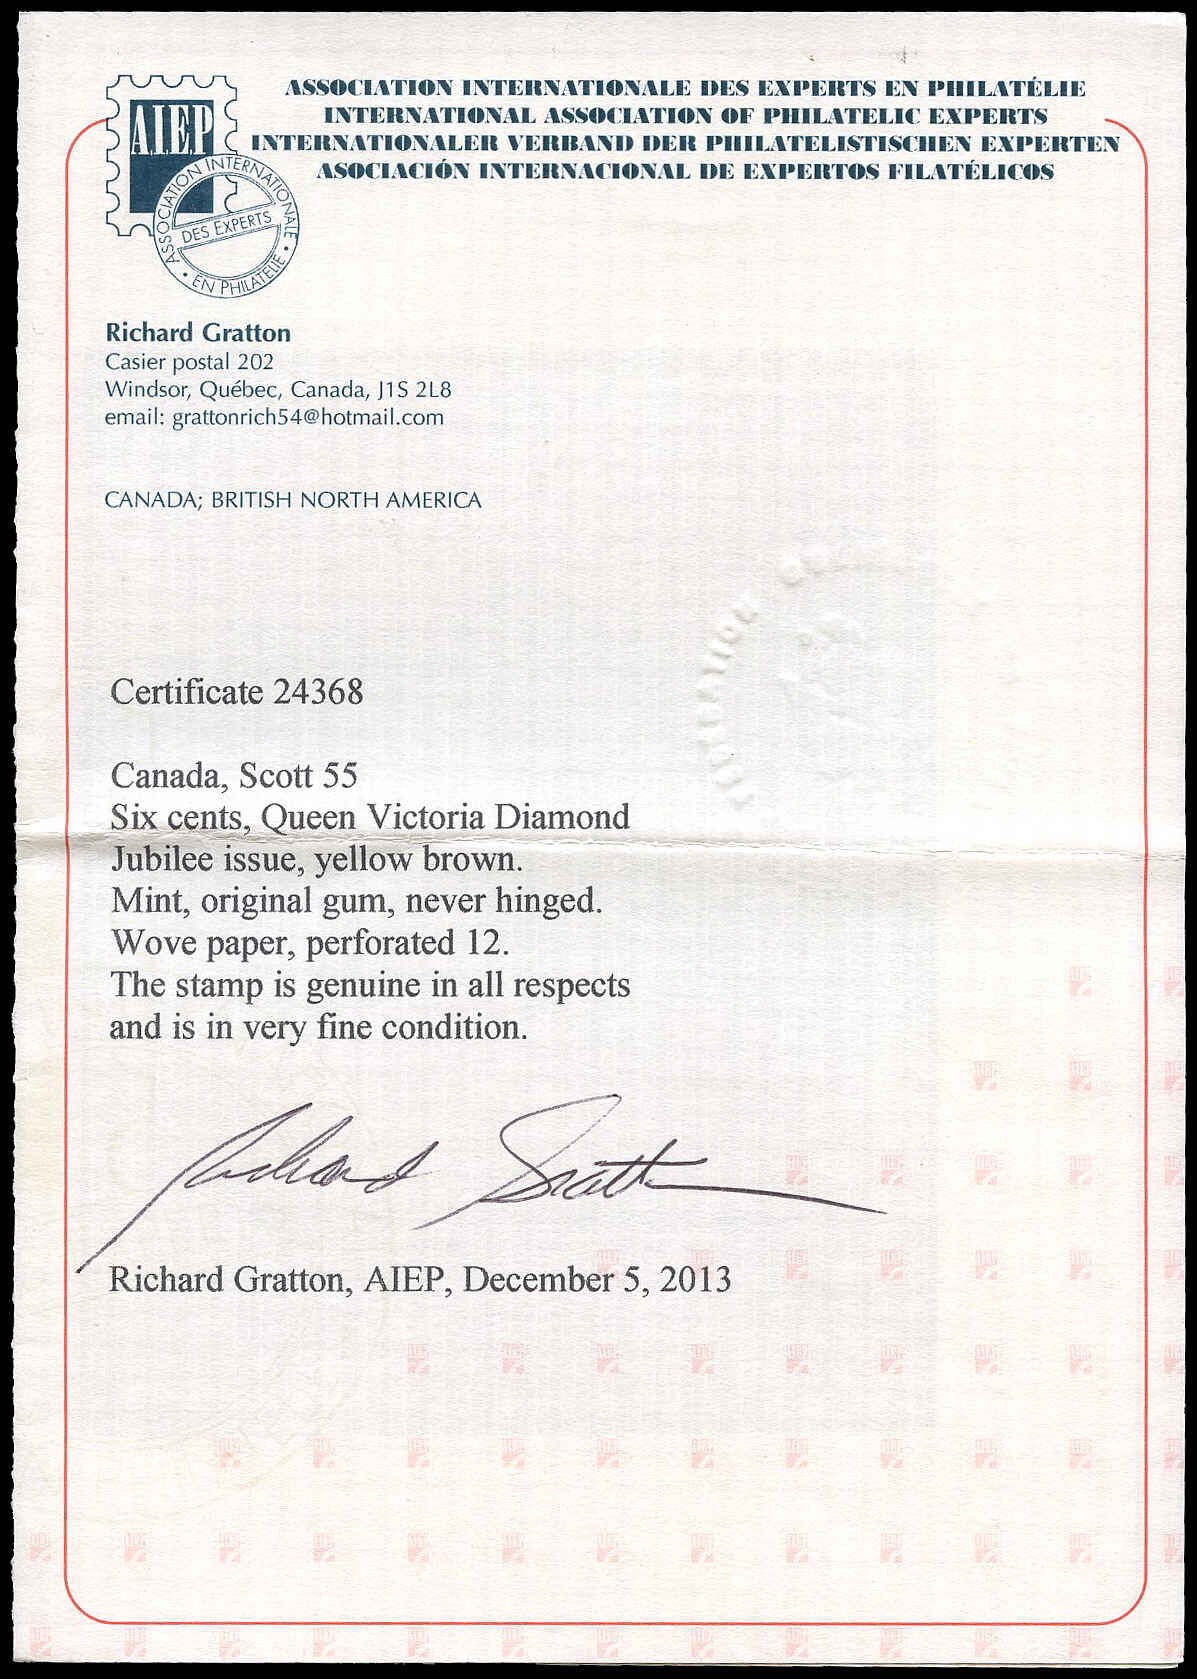 ASSOCIATION INTERNATIONALE DES EXPERTS EN PHILATÉLIE
INTERNATIONAL ASSOCIATION OF PHILATELIC EXPERTS
INTERNATIONALER VERBAND DER PHILATELISTISCHEN EXPERTEN
ASOCIACIÓN INTERNACIONAL DE EXPERTOS FILATÉLICOS
AIEP
ASSOCIATION INTERNATIONALE
DES EXPERTS
EN PHILATELIE
Richard Gratton
Casier postal 202
Windsor, Québec, Canada, J1S 2L8
email: grattonrich54@hotmail.com
CANADA; BRITISH NORTH AMERICA
Certificate 24368
Canada, Scott 55
Six cents, Queen Victoria Diamond
Jubilee issue, yellow brown.
Mint, original gum, never hinged.
Wove paper, perforated 12.
The stamp is genuine in all respects
and is in very fine condition.
Richard Gratton
Richard Gratton, AIEP, December 5, 2013